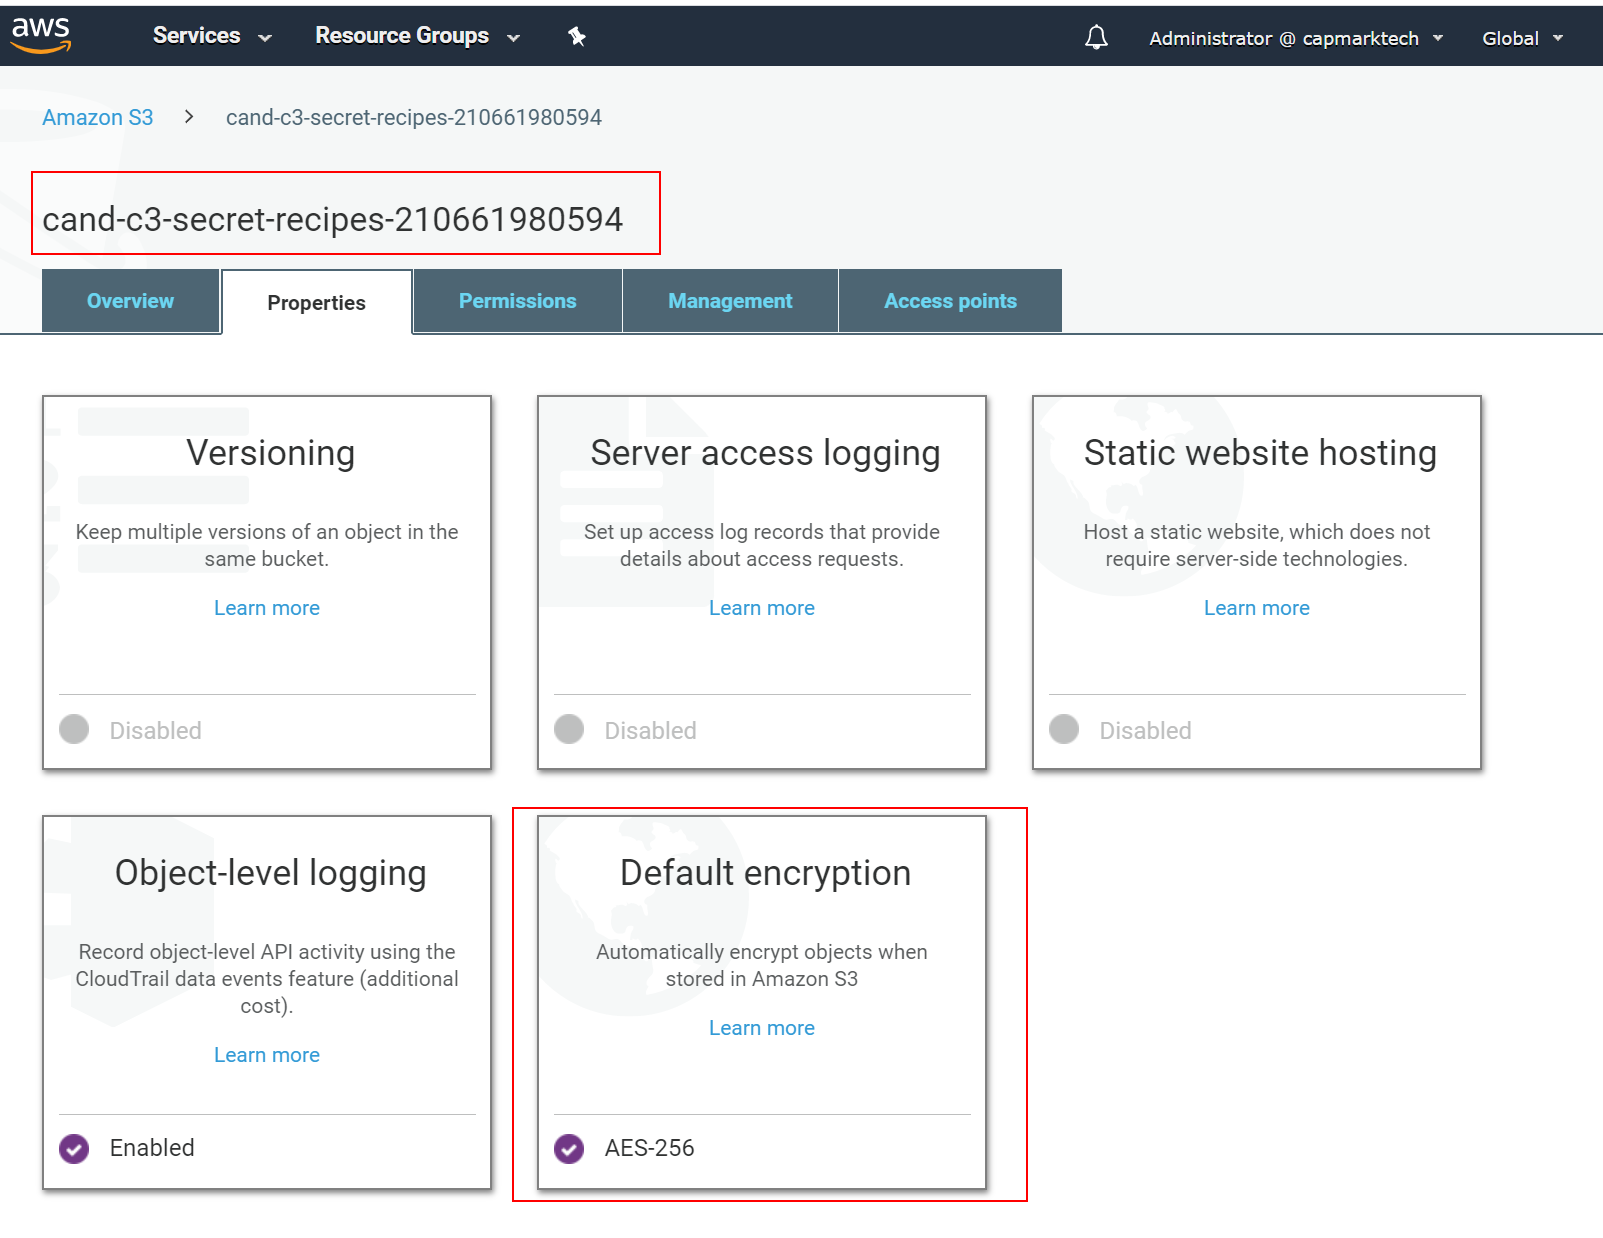 aws Services Resource Groups Administrator @ capmarktech Global
Amazon S3 > cand-c3-secret-recipes-210661980594
cand-c3-secret-recipes-210661980594
Overview Properties Permissions Management Access points
Versioning
Keep multiple versions of an object in the
same bucket.
Learn more
Disabled
Server access logging
Set up access log records that provide
details about access requests.
Learn more
Disabled
Static website hosting
Host a static website, which does not
require server-side technologies.
Learn more
Disabled
Object-level logging
Record object-level API activity using the
CloudTrail data events feature (additional
cost).
Learn more
Enabled
Default encryption
Automatically encrypt objects when
stored in Amazon S3
Learn more
AES-256